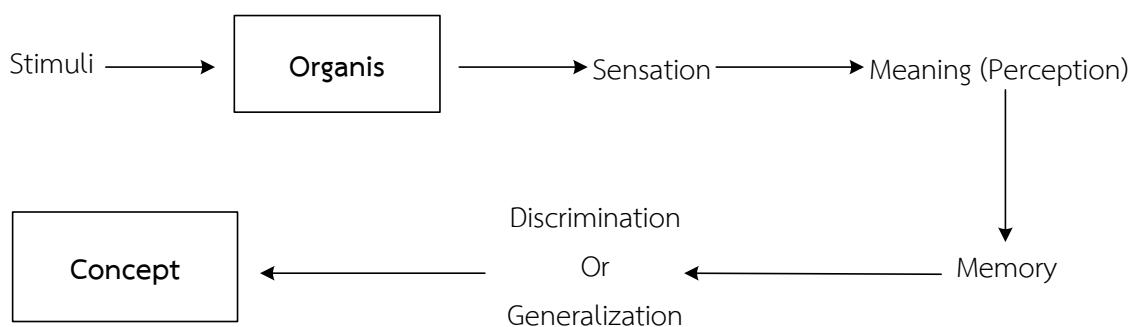 Stimuli
Organis
Sensation
Meaning (Perception)
Memory
Discrimination
Or
Generalization
Concept